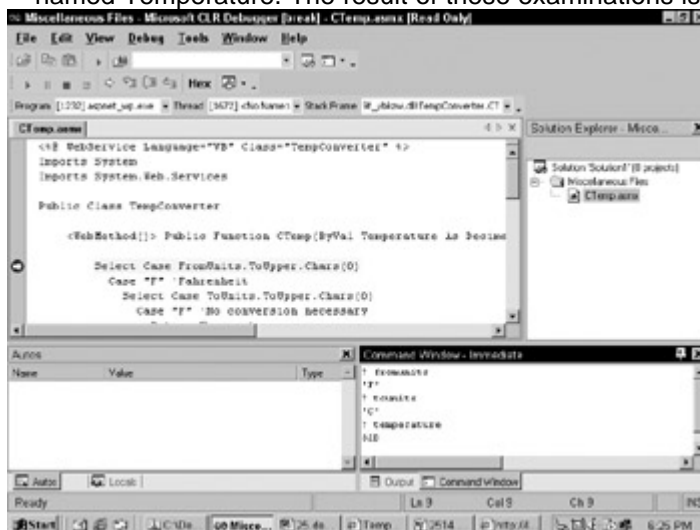 named Temperature. The result of these examinations is
Miscellaneous Files - Microsoft CLR Debugger [break] - CTemp.asmx [Read Only]
File Edit View Debug Tools Window Help
Hex
Program [1232] aspnet_wp.exe Thread [1672] <No Name> Stack Frame
CTemp.asmx
Solution Explorer - Misce...
<%@ WebService Language="VB" Class="TempConverter" %>
Imports System
Imports System.Web.Services
Public Class TempConverter
<WebMethod()> Public Function CTemp(ByVal Temperature As Decima
Select Case FromUnits.ToUpper.Chars(0)
Case "F" 'Fahrenheit
Select Case ToUnits.ToUpper.Chars(0)
Case "F" 'No conversion necessary
Solution 'Solution1' (0 projects)
Miscellaneous Files
CTemp.asmx
Autos
Name Value Type
Autos Locals
Command Window - Immediate
? fromunits
"F"
? tounits
"C"
? temperature
Output Command Window
Ready Ln 9 Col 9 Ch 9 INS
Start Misce... 6:25 PM